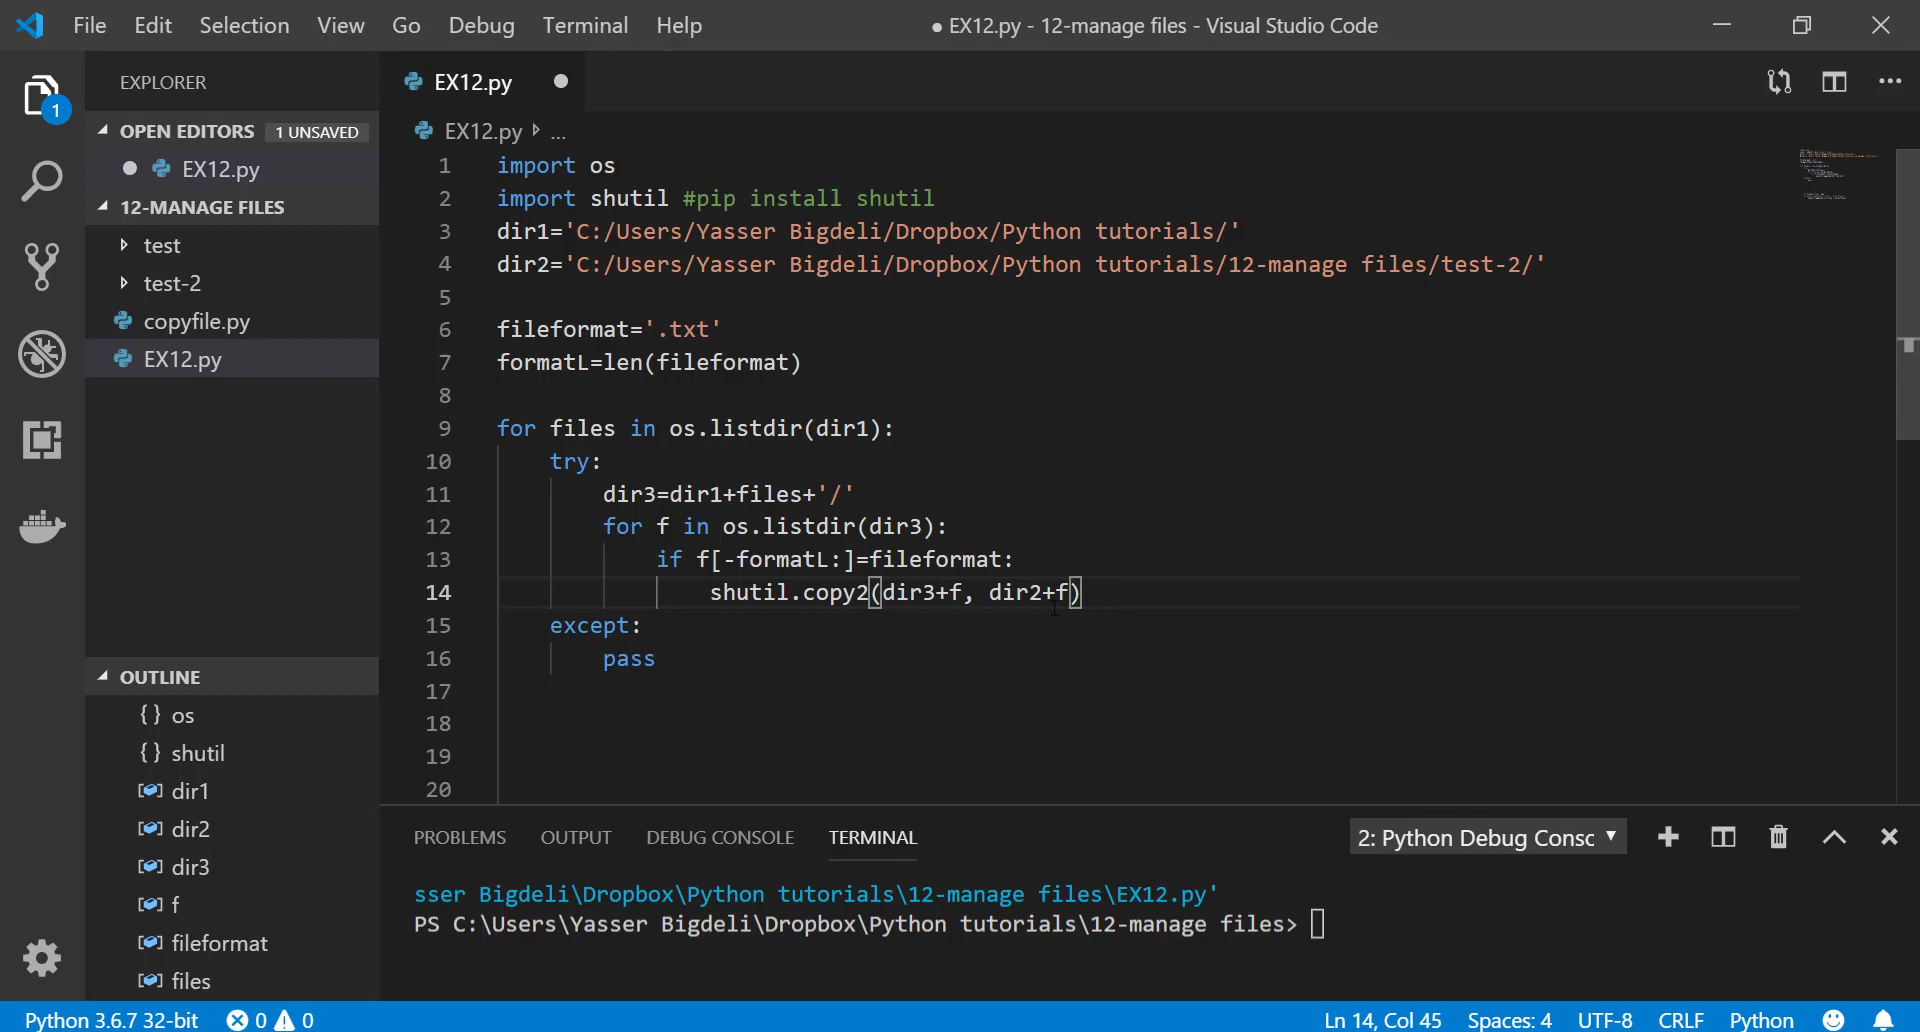 File Edit Selection View Go Debug Terminal Help ● EX12.py - 12-manage files - Visual Studio Code
EXPLORER
1
OPEN EDITORS 1 UNSAVED
EX12.py
12-MANAGE FILES
test
test-2
copyfile.py
EX12.py
OUTLINE
{} os
{} shutil
dir1
dir2
dir3
f
fileformat
files
EX12.py
EX12.py ...
1 import os
2 import shutil #pip install shutil
3 dir1='C:/Users/Yasser Bigdeli/Dropbox/Python tutorials/'
4 dir2='C:/Users/Yasser Bigdeli/Dropbox/Python tutorials/12-manage files/test-2/'
5
6 fileformat='.txt'
7 formatL=len(fileformat)
8
9 for files in os.listdir(dir1):
10 try:
11 dir3=dir1+files+'/'
12 for f in os.listdir(dir3):
13 if f[-formatL:]=fileformat:
14 shutil.copy2(dir3+f, dir2+f)
15 except:
16 pass
17
18
19
20
PROBLEMS OUTPUT DEBUG CONSOLE TERMINAL 2: Python Debug Consc
sser Bigdeli\Dropbox\Python tutorials\12-manage files\EX12.py'
PS C:\Users\Yasser Bigdeli\Dropbox\Python tutorials\12-manage files>
Python 3.6.7 32-bit 0 0 Ln 14, Col 45 Spaces: 4 UTF-8 CRLF Python